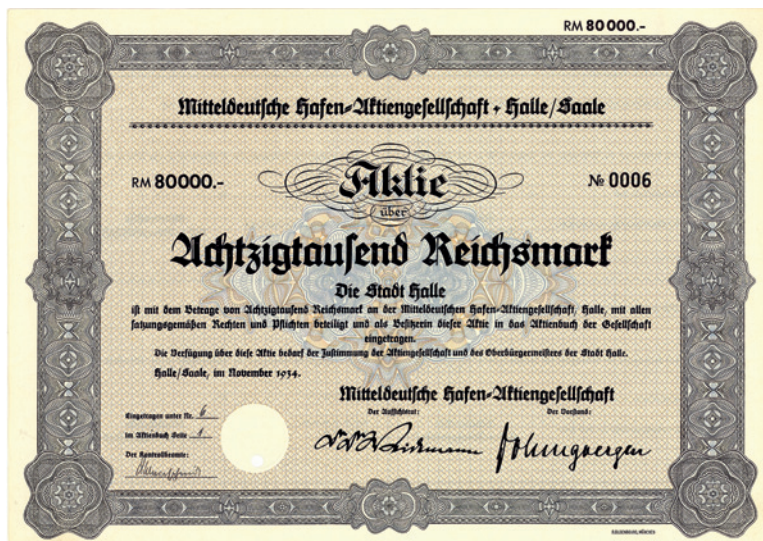 RM 80000.-
Mitteldeutsche Hafen-Aktiengesellschaft + Halle/Saale
RM 80000.-
Aktie
№ 0006
über
Achtzigtausend Reichsmark
Die Stadt Halle
ist mit dem Betrage von Achtzigtausend Reichsmark an der Mitteldeutschen Hafen-Aktiengesellschaft, Halle, mit allen
satzungsgemäßen Rechten und Pflichten beteiligt und als Besitzerin dieser Aktie in das Aktienbuch der Gesellschaft
eingetragen.
Die Verfügung über diese Aktie bedarf der Zustimmung der Aktiengesellschaft und des Oberbürgermeisters der Stadt Halle.
Halle/Saale, im November 1934.
Mitteldeutsche Hafen-Aktiengesellschaft
Der Aufsichtsrat:
Der Vorstand:
Eingetragen unter Nr. 6
im Aktienbuch Seite 1
Der Kontrollbeamte: